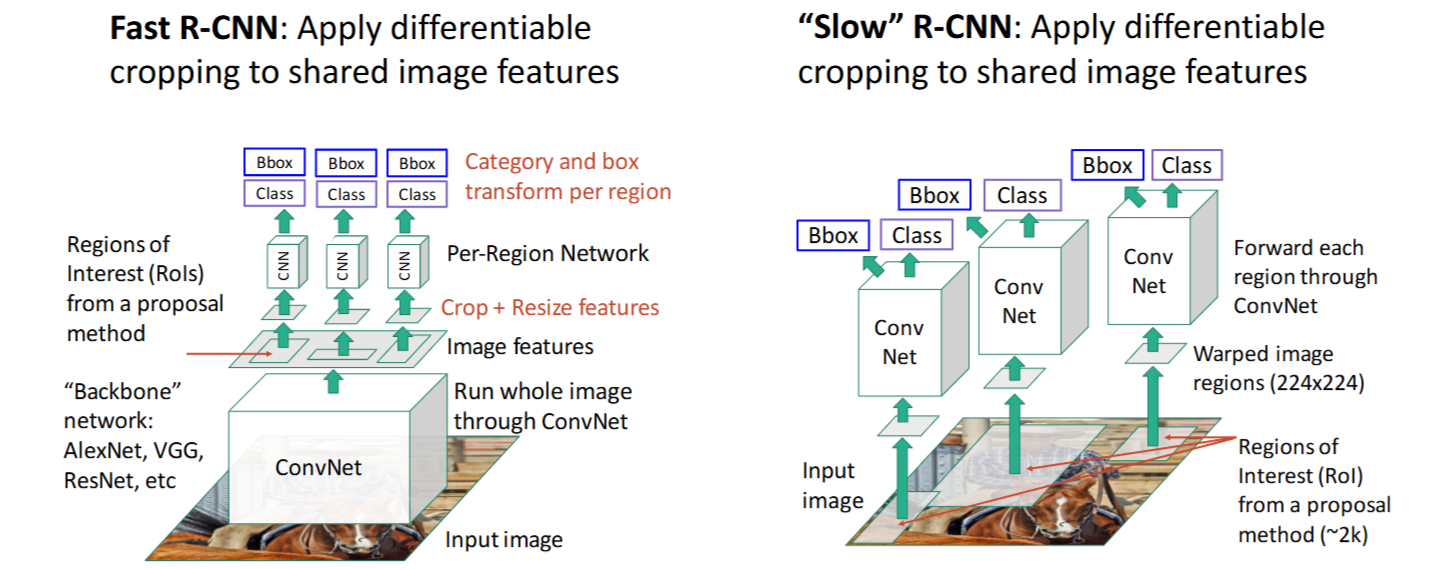 Fast R-CNN: Apply differentiable
cropping to shared image features
Bbox
Bbox
Bbox
Class
Class
Class
Category and box
transform per region
Regions of
Interest (RoIs)
from a proposal
method
CNN
CNN
CNN
Per-Region Network
Crop + Resize features
Image features
"Backbone"
network:
AlexNet, VGG,
ResNet, etc
Run whole image
through ConvNet
ConvNet
Input image
“Slow” R-CNN: Apply differentiable
cropping to shared image features
Bbox
Class
Bbox
Class
Bbox
Class
Conv
Net
Conv
Net
Conv
Net
Forward each
region through
ConvNet
Warped image
regions (224x224)
Input
image
Regions of
Interest (RoI)
from a proposal
method (~2k)